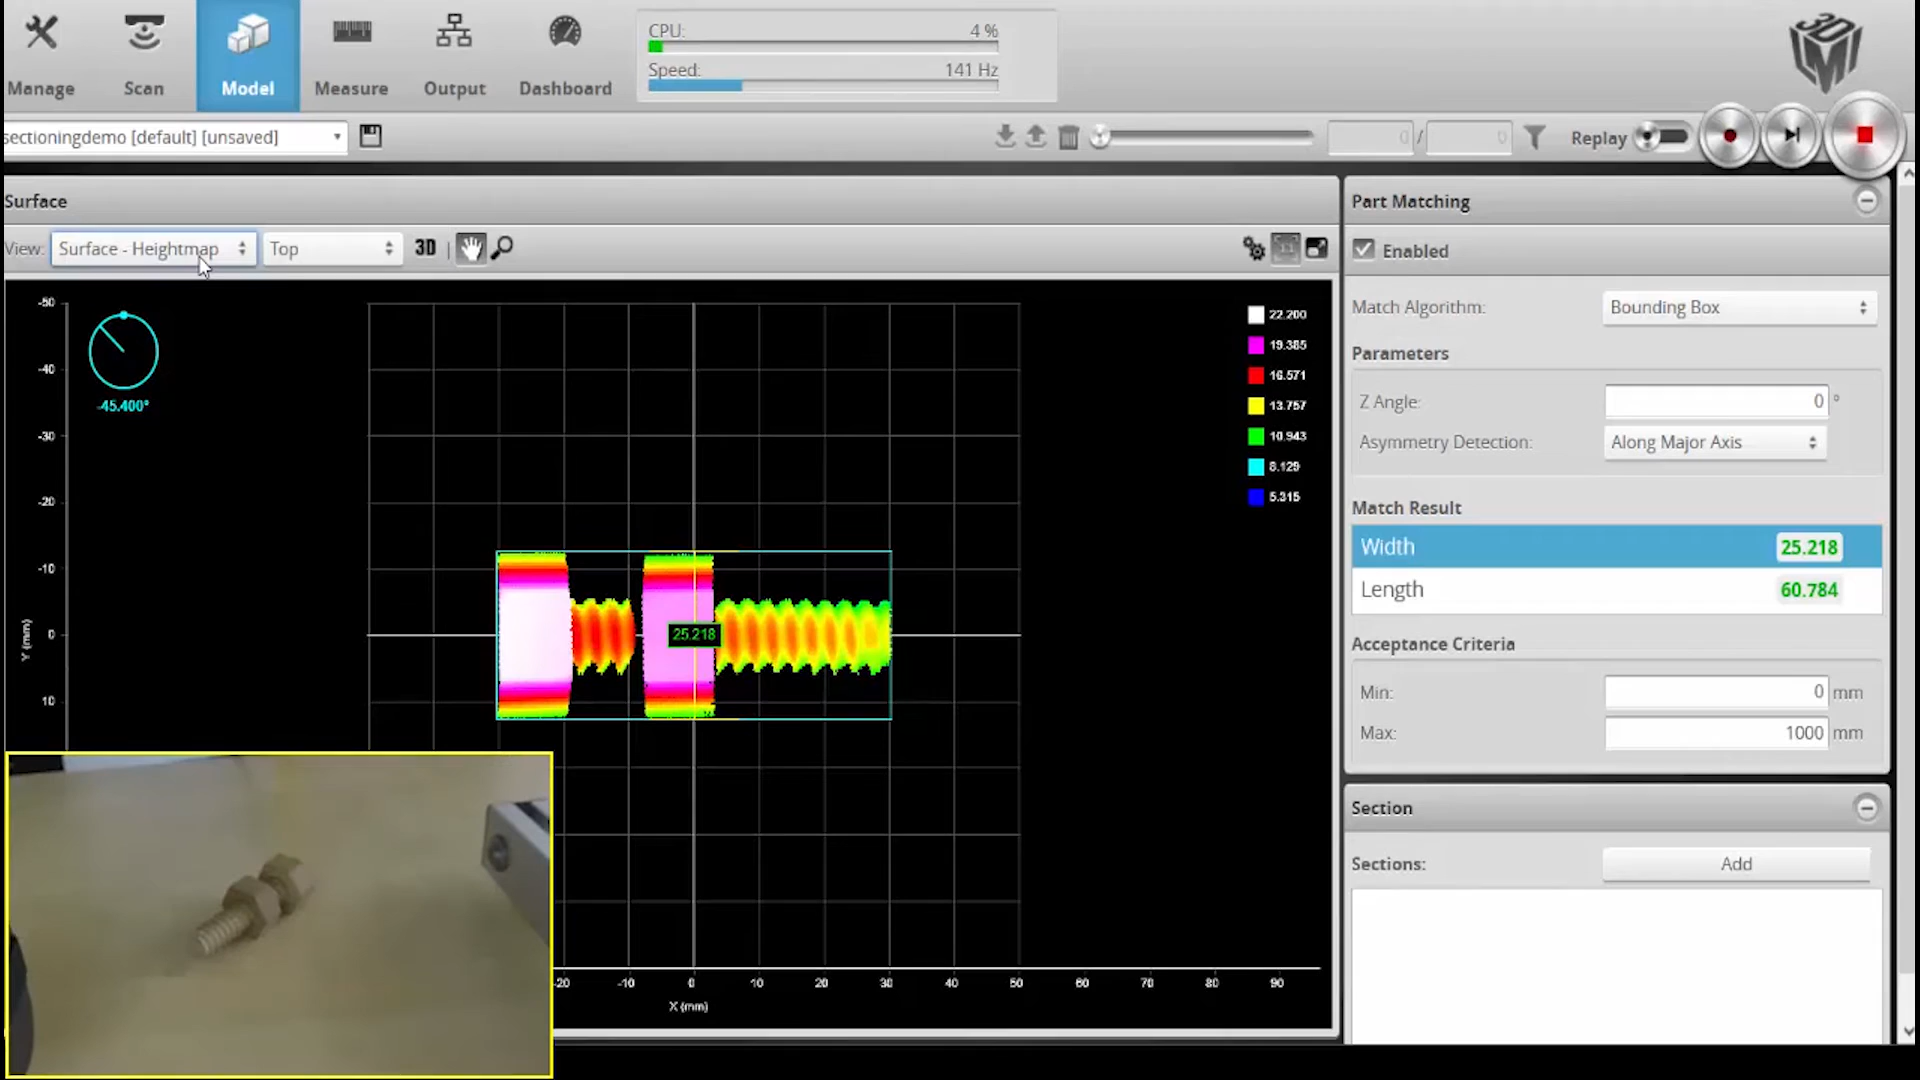 CPU: 4 %
Speed: 141 Hz
Manage Scan Model Measure Output Dashboard
3D
sectioningdemo [default] [unsaved]
0 / 0 Replay
Surface
View: Surface - Heightmap Top 3D
-50
-40
-30
-20
-10
0
10
Y (mm)
-45.400°
22.200
19.385
16.571
13.757
10.943
8.129
5.315
25.218
-20 -10 0 10 20 30 40 50 60 70 80 90
X (mm)
Part Matching
Enabled
Match Algorithm: Bounding Box
Parameters
Z Angle: 0 °
Asymmetry Detection: Along Major Axis
Match Result
Width 25.218
Length 60.784
Acceptance Criteria
Min: 0 mm
Max: 1000 mm
Section
Sections: Add